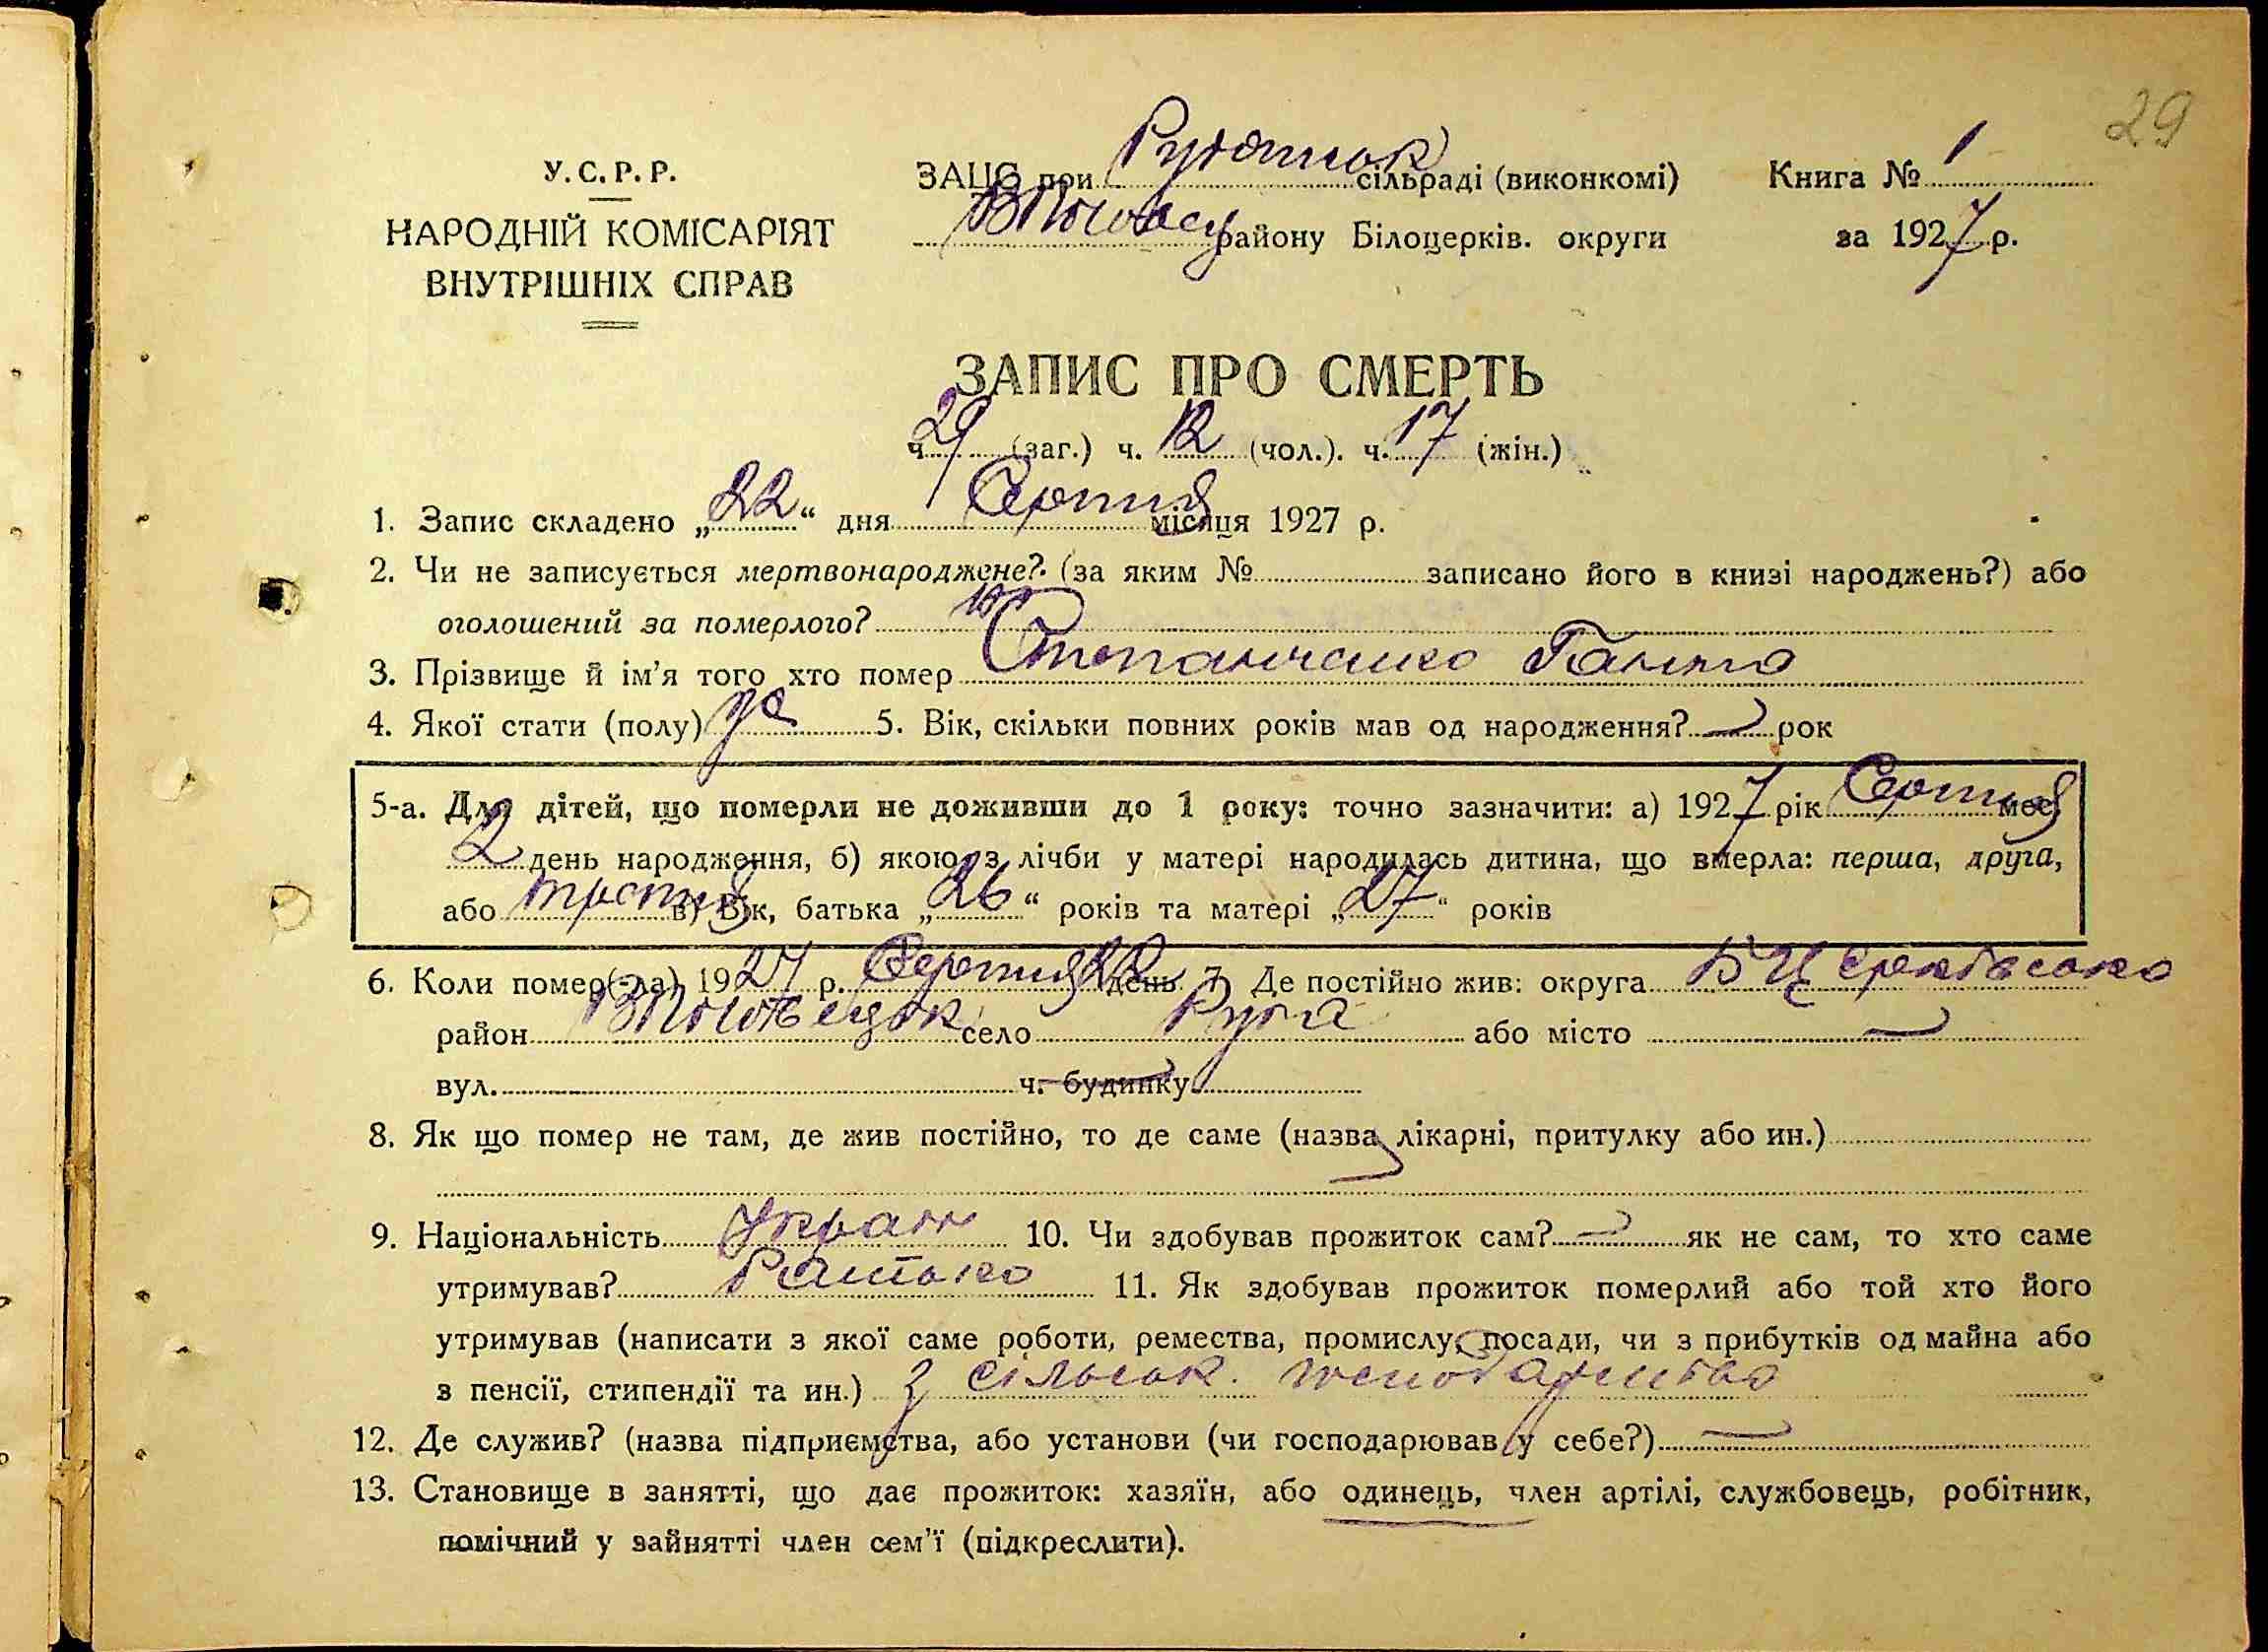 29
У.С.Р.Р.
НАРОДНІЙ КОМІСАРІЯТ
ВНУТРІШНІХ СПРАВ
ЗАЦС при сільраді (виконкомі)
району Білоцерків. округи
Книга № 1
за 1927 р.
ЗАПИС ПРО СМЕРТЬ
ч. 29 (заг.) ч. 12 (чол.). ч. 17 (жін.)
1. Запис складено „22“ дня Серпня місяця 1927 р.
2. Чи не записується мертвонароджене? (за яким № записано його в книзі народжень?) або
оголошений за померлого? ні
3. Прізвище й ім’я того хто помер Степанченко Ганна
4. Якої стати (полу) ж 5. Вік, скільки повних років мав од народження? — рок
5-а. Для дітей, що померли не доживши до 1 року: точно зазначити: а) 1927 рік Серпня мес
2 день народження, б) якою з лічби у матері народилась дитина, що вмерла: перша, друга,
або третя в) Вік, батька „26“ років та матері „27“ років
6. Коли помер(-ла) 1927 р. Серпня 22 день 7. Де постійно жив: округа БЦерківсько
район село Руда або місто —
вул. ч. будинку
8. Як що помер не там, де жив постійно, то де саме (назва лікарні, притулку або ин.)
9. Національність Украін 10. Чи здобував прожиток сам? — як не сам, то хто саме
утримував? Батько 11. Як здобував прожиток померлий або той хто його
утримував (написати з якої саме роботи, ремества, промислу, посади, чи з прибутків од майна або
з пенсії, стипендії та ин.) з сільськ.
12. Де служив? (назва підприємства, або установи (чи господарював у себе?) —
13. Становище в занятті, що дає прожиток: хазяїн, або одинець, член артілі, службовець, робітник,
помічний у зайнятті член сем’ї (підкреслити).